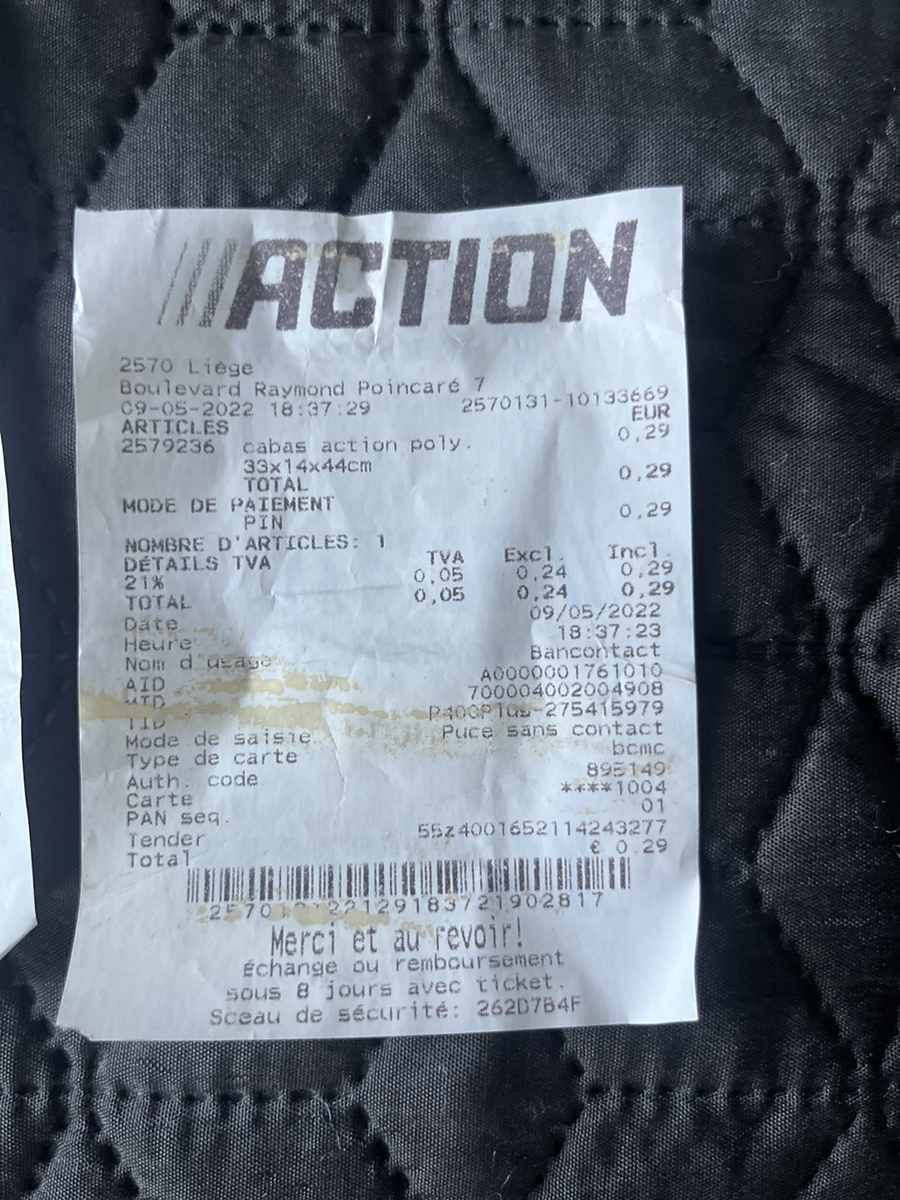 ACTION
2570 Liège
Boulevard Raymond Poincaré 7
09-05-2022 18:37:29 2570131-10133669
EUR
ARTICLES
2579236 cabas action poly. 0,29
33x14x44cm
TOTAL 0,29
MODE DE PAIEMENT
PIN 0,29
NOMBRE D'ARTICLES: 1
DÉTAILS TVA TVA Excl. Incl.
21% 0,05 0,24 0,29
TOTAL 0,05 0,24 0,29
Date 09/05/2022
Heure 18:37:23
Nom d'usage Bancontact
AID A0000001761010
MID 700004002004908
TID P400Plus-275415979
Mode de saisie Puce sans contact
Type de carte bcmc
Auth. code 895149
Carte ****1004
PAN seq. 01
Tender 55z4001652114243277
Total € 0.29
Merci et au revoir!
Échange ou remboursement
sous 8 jours avec ticket.
Sceau de sécurité: 262D7B4F